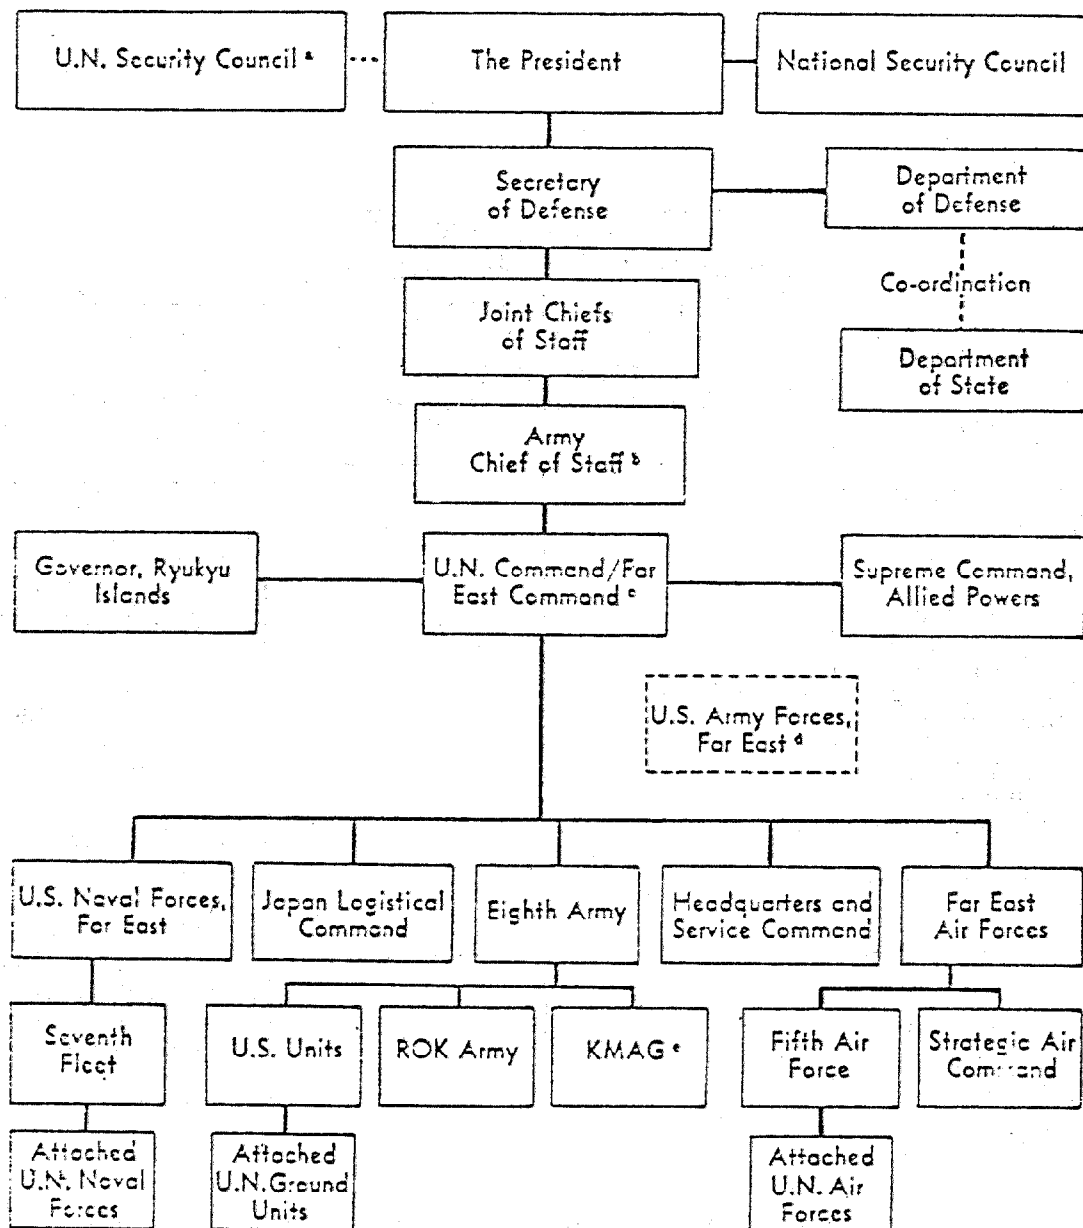 U.N. Security Council a
The President
National Security Council
Secretary
of Defense
Department
of Defense
Co-ordination
Joint Chiefs
of Staff
Department
of State
Army
Chief of Staff b
Governor, Ryukyu
Islands
U.N. Command/Far
East Command c
Supreme Command,
Allied Powers
U.S. Army Forces,
Far East d
U.S. Naval Forces,
Far East
Japan Logistical
Command
Eighth Army
Headquarters and
Service Command
Far East
Air Forces
Seventh
Fleet
U.S. Units
ROK Army
KMAG e
Fifth Air
Force
Strategic Air
Command
Attached
U.N. Naval
Forces
Attached
U.N. Ground
Units
Attached
U.N. Air
Forces